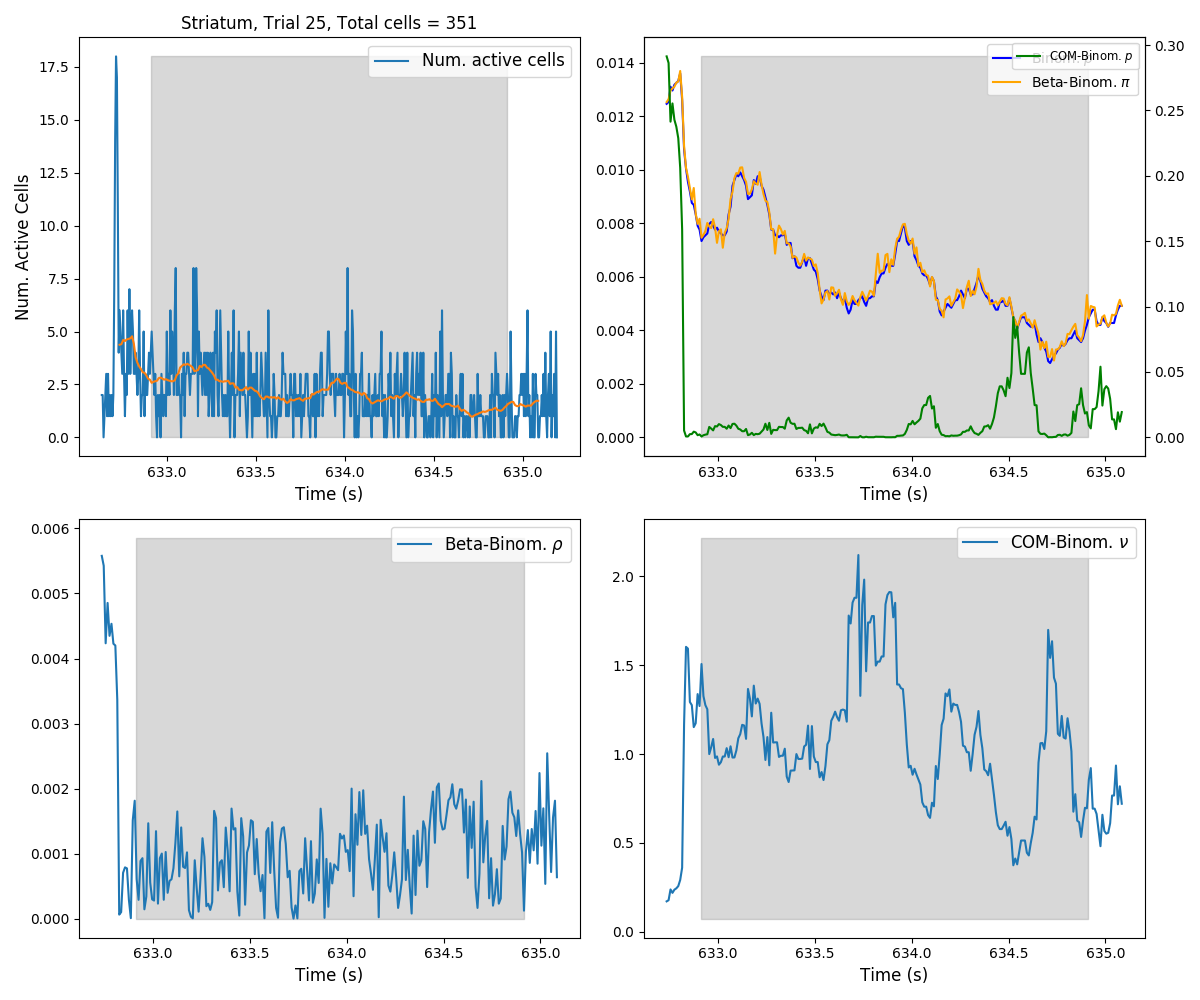 Striatum, Trial 25, Total cells = 351
Num. active cells
17.5
15.0
12.5
10.0
7.5
5.0
2.5
0.0
Num. Active Cells
633.0 633.5 634.0 634.5 635.0
Time (s)
COM-Binom. p
Beta-Binom. π
0.014
0.012
0.010
0.008
0.006
0.004
0.002
0.000
0.30
0.25
0.20
0.15
0.10
0.05
0.00
633.0 633.5 634.0 634.5 635.0
Time (s)
Beta-Binom. ρ
0.006
0.005
0.004
0.003
0.002
0.001
0.000
633.0 633.5 634.0 634.5 635.0
Time (s)
COM-Binom. ν
2.0
1.5
1.0
0.5
0.0
633.0 633.5 634.0 634.5 635.0
Time (s)